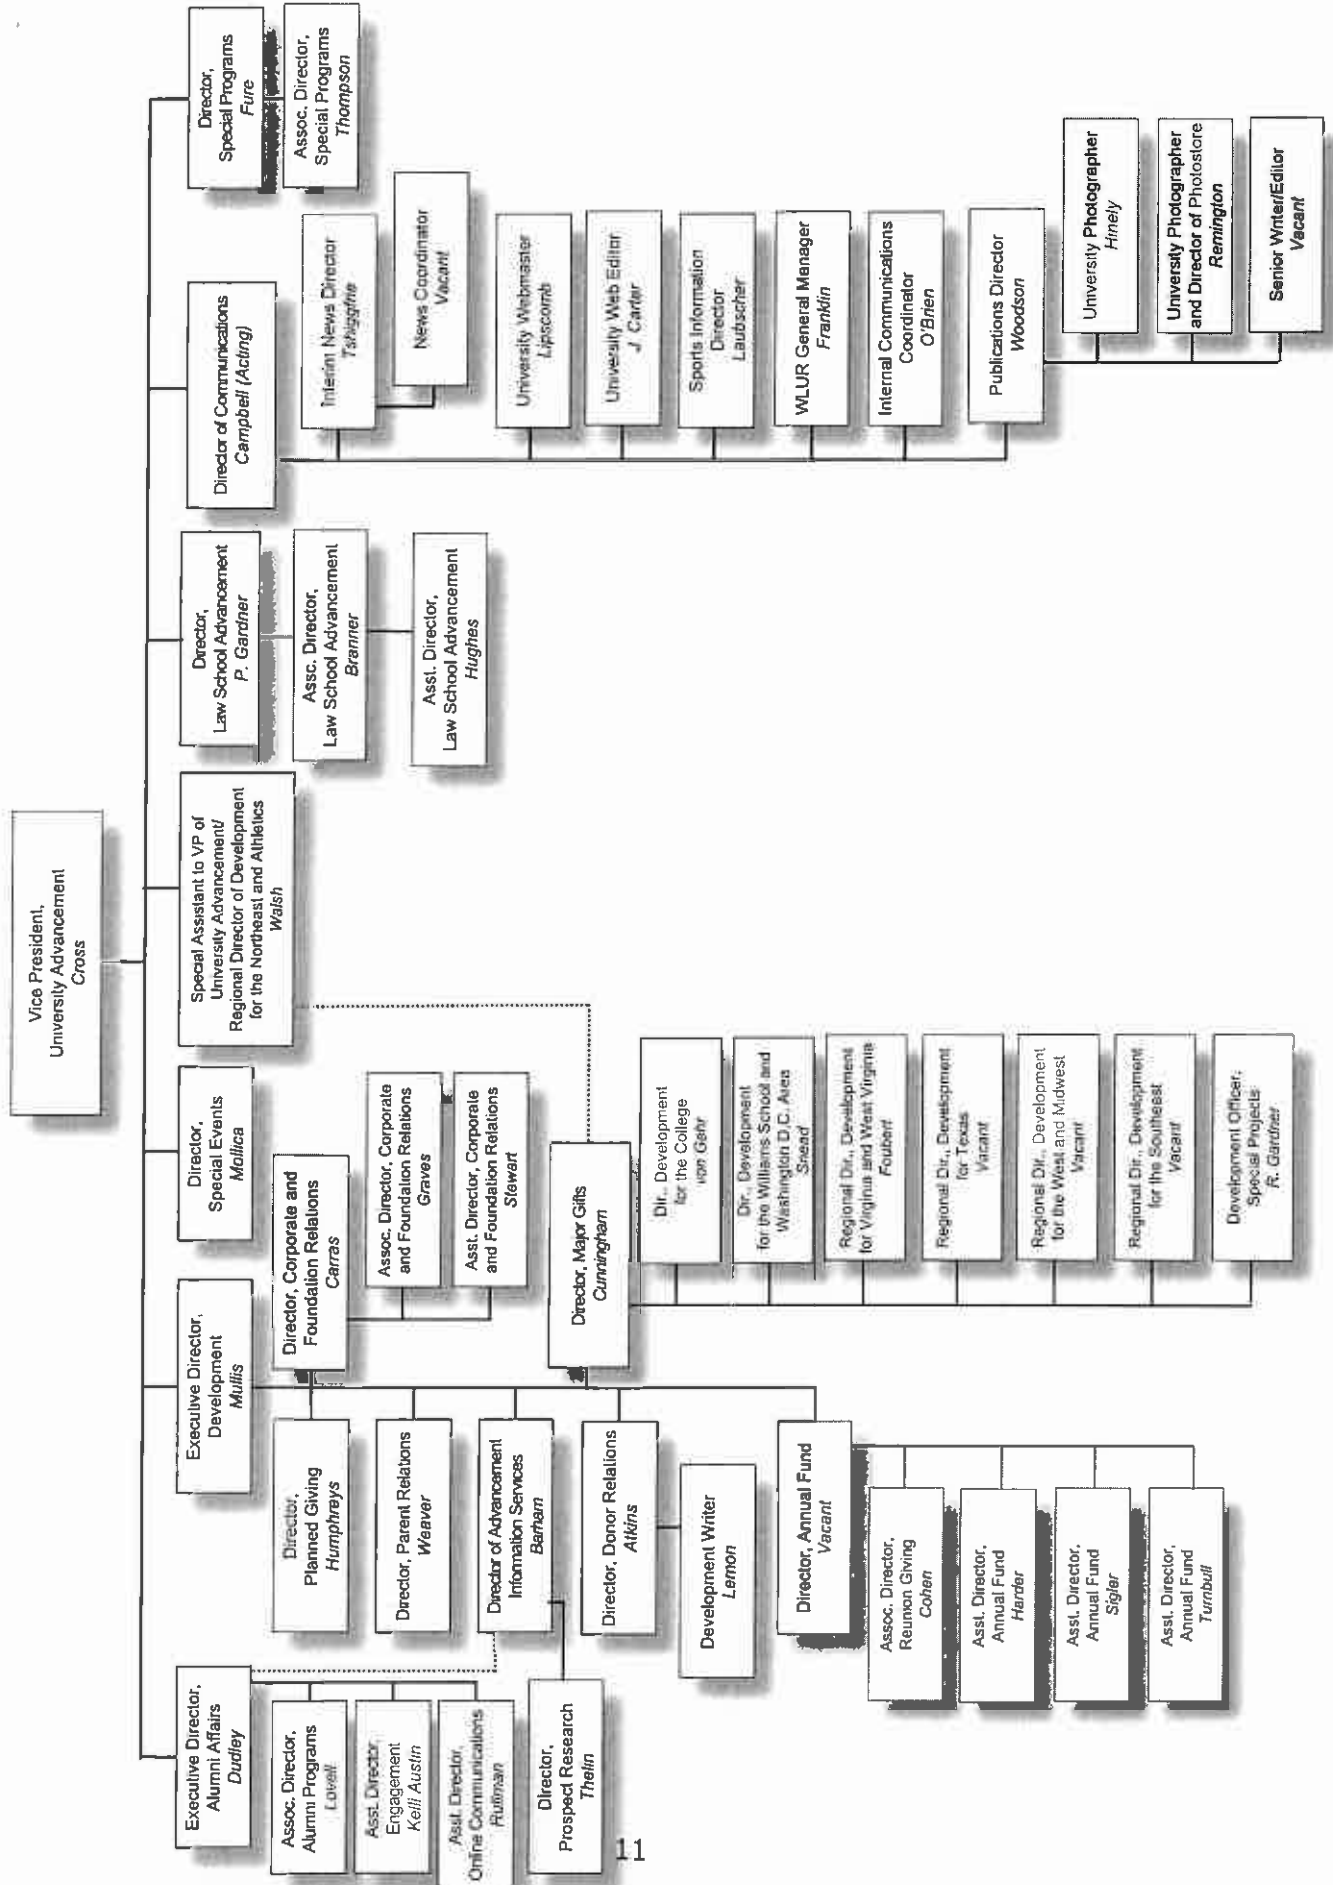 Vice President,
University Advancement
Cross
Executive Director,
Alumni Affairs
Dudley
Assoc. Director,
Alumni Programs
Lovell
Asst. Director,
Engagement
Kelli Austin
Asst. Director,
Online Communications
Director,
Prospect Research
Thelin
Executive Director,
Development
Mullis
Director,
Planned Giving
Humphreys
Director, Parent Relations
Weaver
Director of Advancement
Information Services
Barham
Director, Donor Relations
Atkins
Development Writer
Lemon
Director, Annual Fund
Vacant
Assoc. Director,
Reunion Giving
Cohen
Asst. Director,
Annual Fund
Harder
Asst. Director,
Annual Fund
Sigler
Asst. Director,
Annual Fund
Turnbull
Director, Corporate and
Foundation Relations
Carras
Assoc. Director, Corporate
and Foundation Relations
Graves
Asst. Director, Corporate
and Foundation Relations
Stewart
Director, Major Gifts
Cunningham
Dir., Development
for the College
von Gehr
Dir., Development
for the Williams School and
Washington D.C. Area
Snead
Regional Dir., Development
for Virginia and West Virginia
Foubert
Regional Dir., Development
for Texas
Vacant
Regional Dir., Development
for the West and Midwest
Vacant
Regional Dir., Development
for the Southeast
Vacant
Development Officer,
Special Projects
R. Gardner
Director,
Special Events
Mollica
Special Assistant to VP of
University Advancement/
Regional Director of Development
for the Northeast and Athletics
Walsh
Director,
Law School Advancement
P. Gardner
Assc. Director,
Law School Advancement
Branner
Asst. Director,
Law School Advancement
Hughes
Director of Communications
Campbell (Acting)
Interim News Director
News Coordinator
Vacant
University Webmaster
Lipscomb
University Web Editor
J. Carter
Sports Information
Director
Laubscher
WLUR General Manager
Franklin
Internal Communications
Coordinator
O'Brien
Publications Director
Woodson
University Photographer
Hinely
University Photographer
and Director of Photostore
Remington
Senior Writer/Editor
Vacant
Director,
Special Programs
Fure
Assoc. Director,
Special Programs
Thompson
11